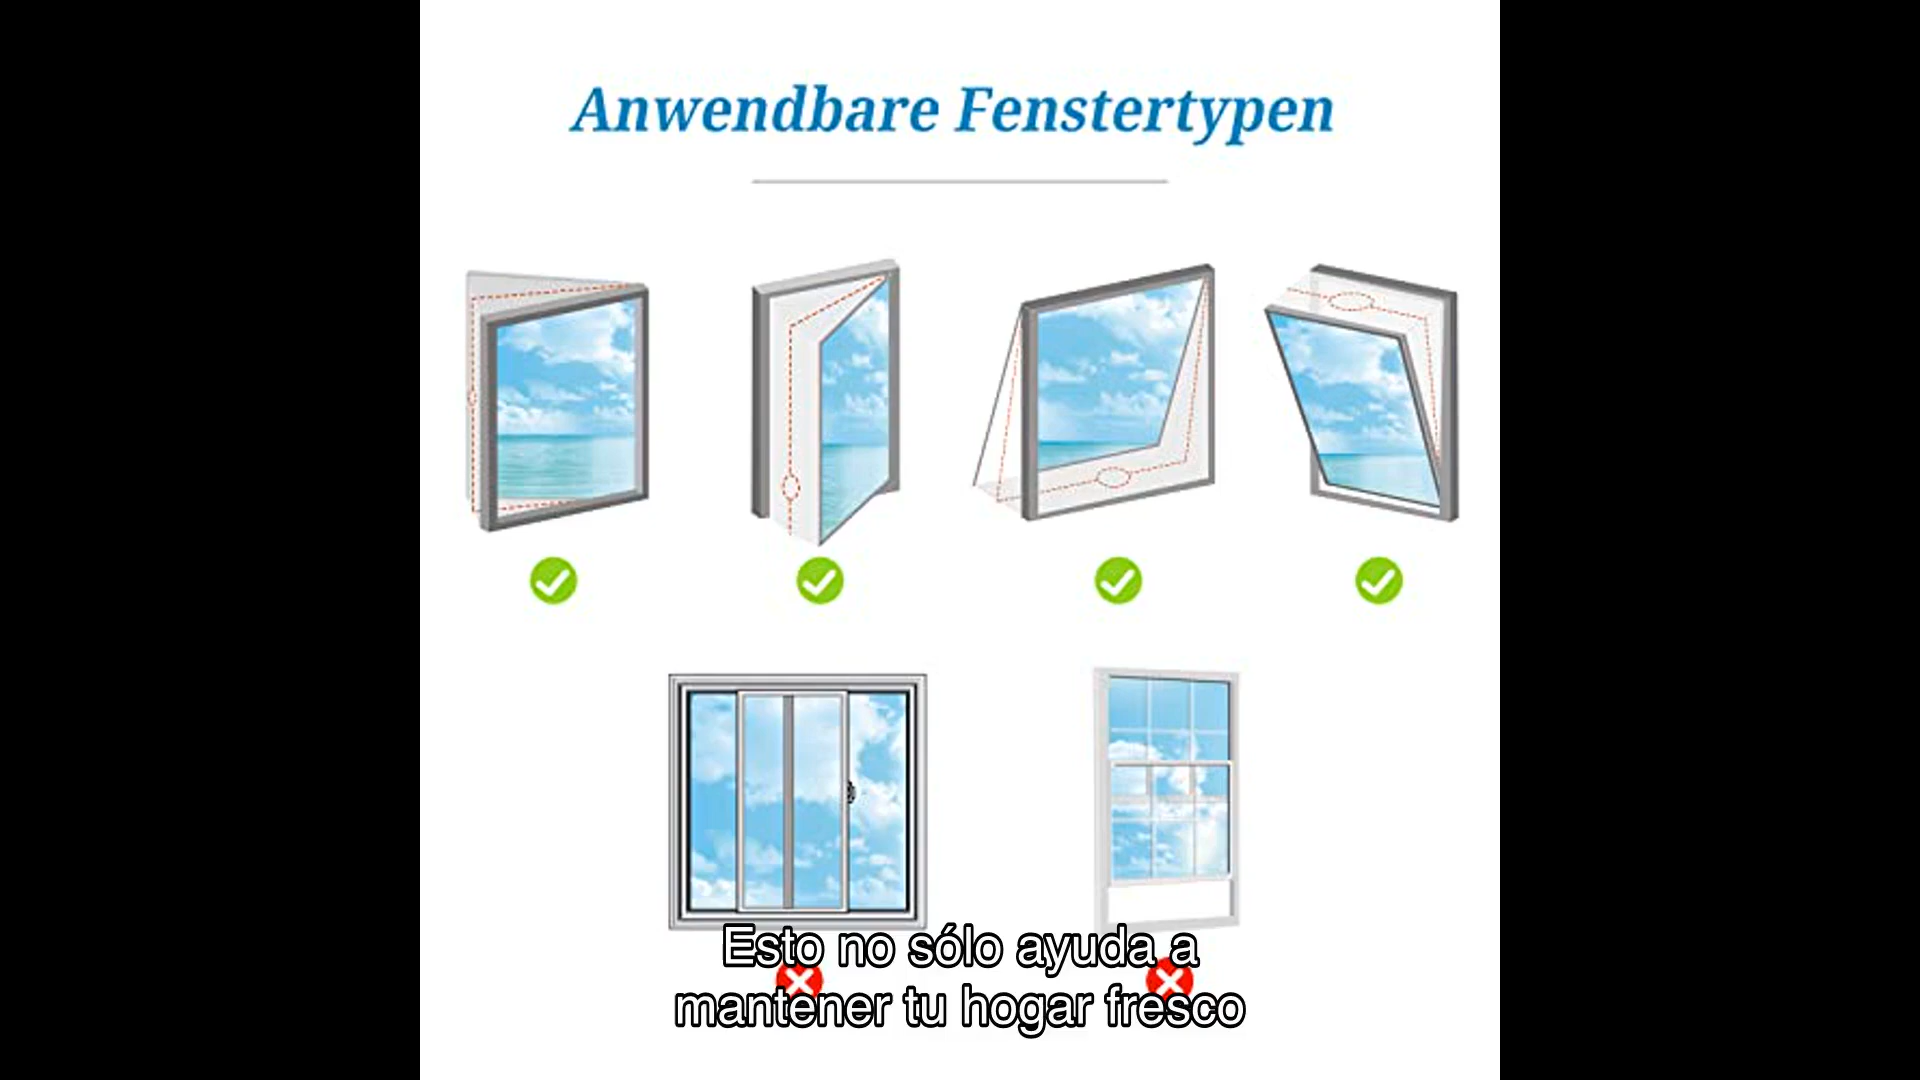 Anwendbare Fenstertypen
Esto no sólo ayuda a
mantener tu hogar fresco